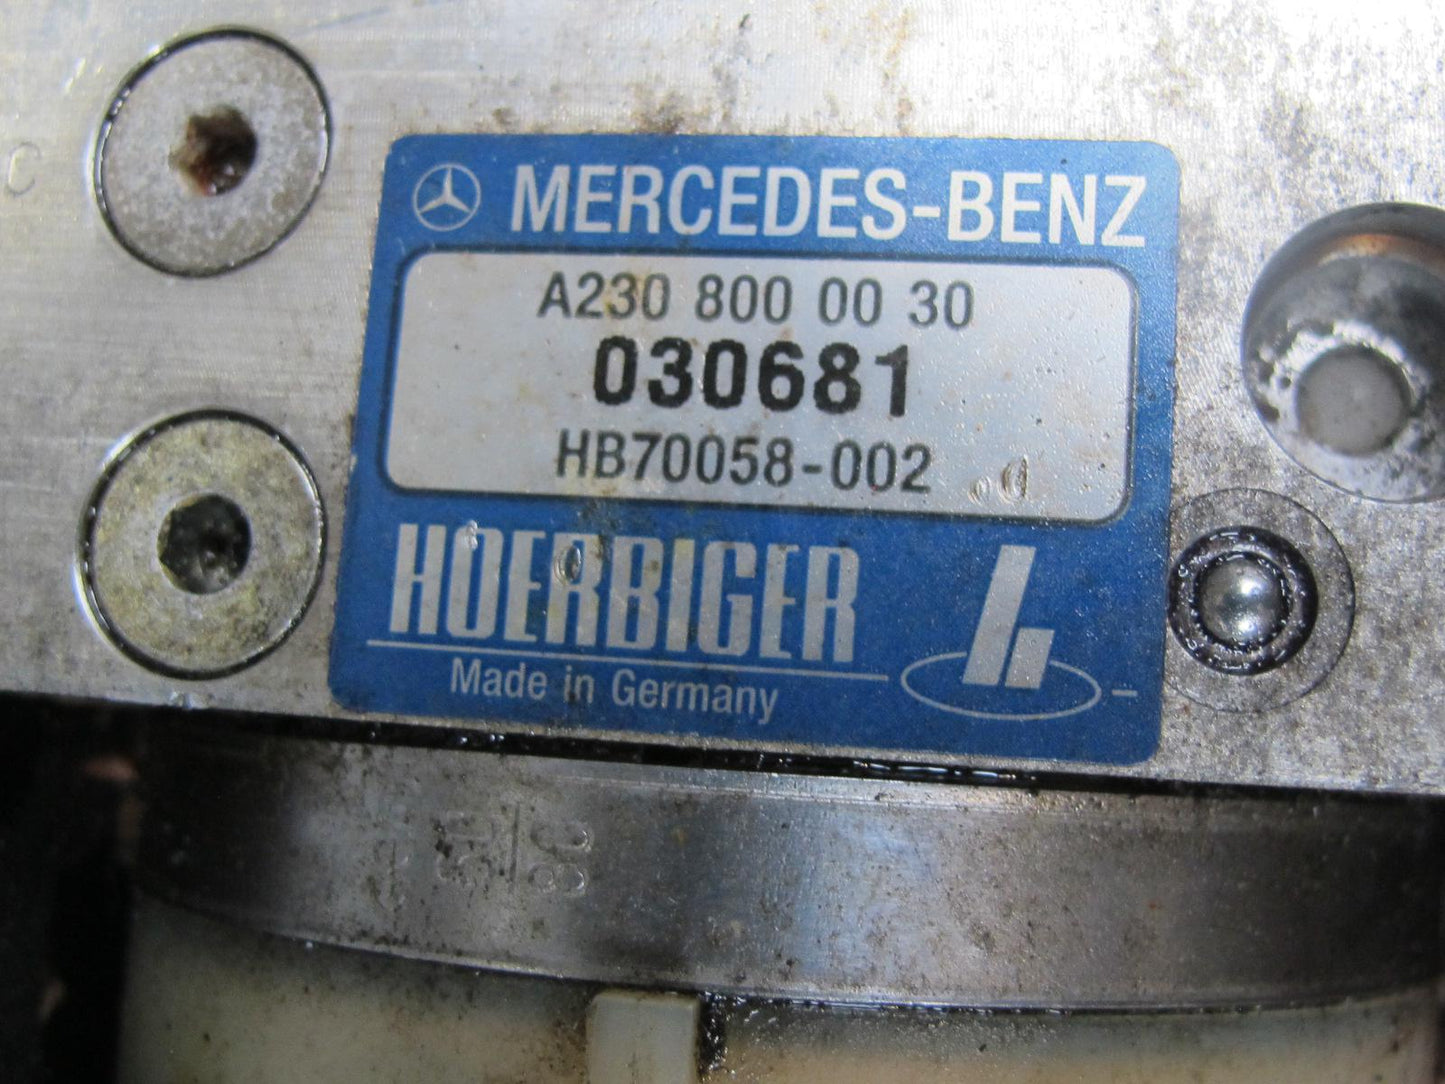 C
MERCEDES-BENZ
A230 800 00 30
030681
HB70058-002
HOERBIGER
Made in Germany